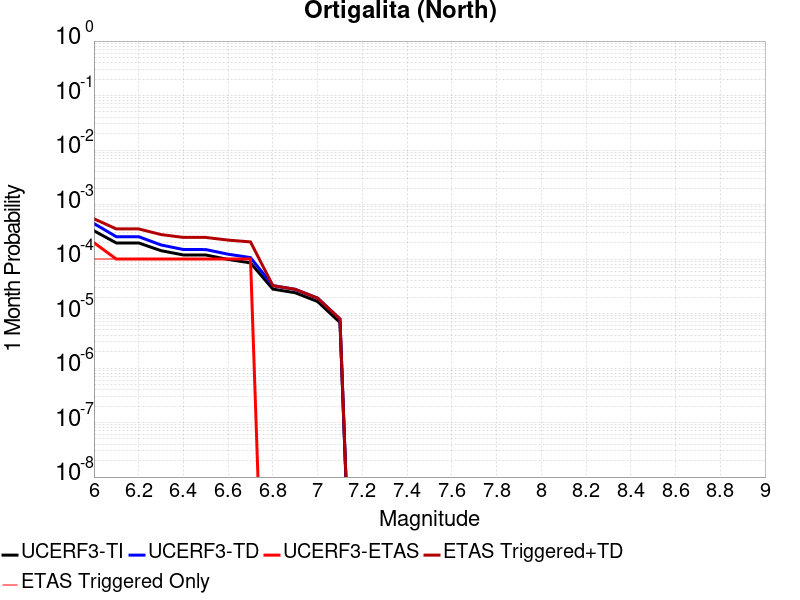 Ortigalita (North)
10^0
10^-1
10^-2
10^-3
10^-4
10^-5
10^-6
10^-7
10^-8
1 Month Probability
6 6.2 6.4 6.6 6.8 7 7.2 7.4 7.6 7.8 8 8.2 8.4 8.6 8.8 9
Magnitude
UCERF3-TI UCERF3-TD UCERF3-ETAS ETAS Triggered+TD
ETAS Triggered Only